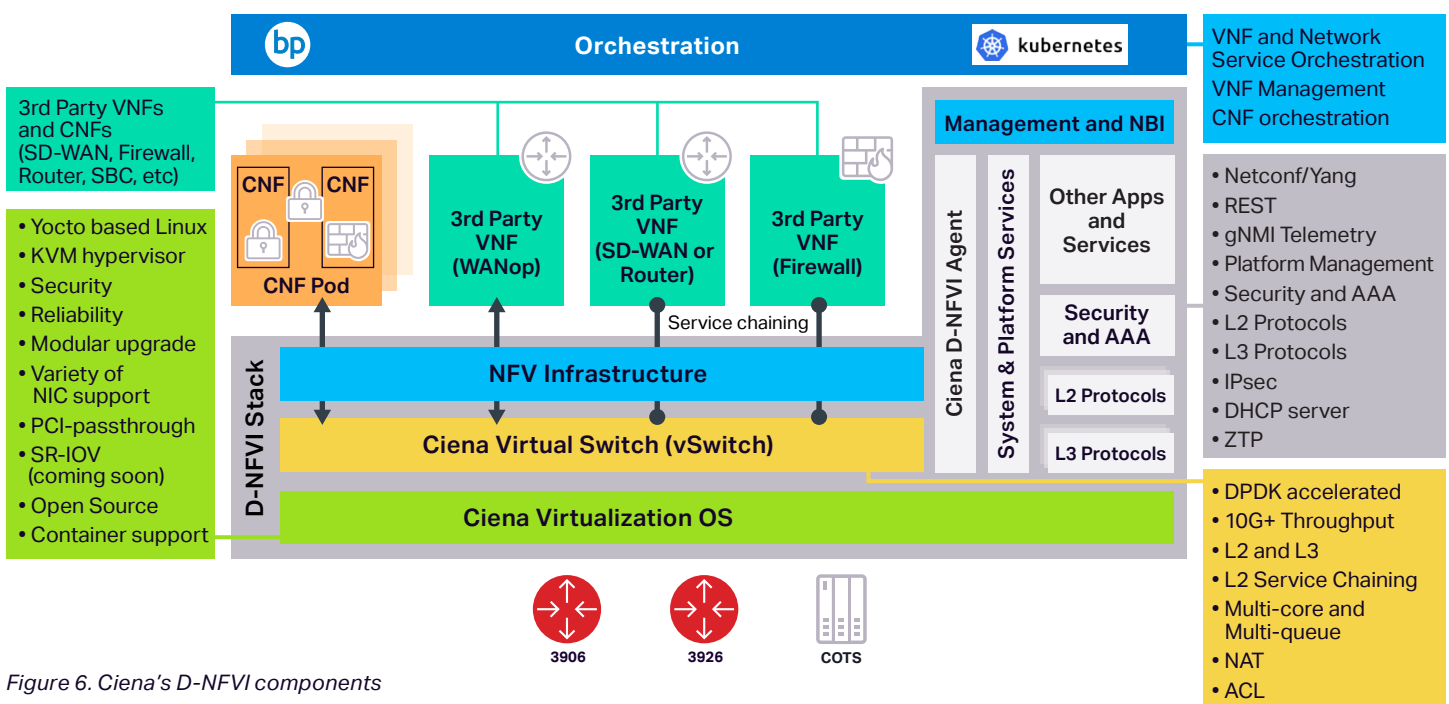 bp
Orchestration
kubernetes
VNF and Network
Service Orchestration
VNF Management
CNF orchestration
3rd Party VNFs
and CNFs
(SD-WAN, Firewall,
Router, SBC, etc)
• Yocto based Linux
• KVM hypervisor
• Security
• Reliability
• Modular upgrade
• Variety of
NIC support
• PCI-passthrough
• SR-IOV
(coming soon)
• Open Source
• Container support
CNF
CNF
CNF Pod
3rd Party
VNF
(WANop)
3rd Party
VNF
(SD-WAN or
Router)
3rd Party
VNF
(Firewall)
Service chaining
D-NFVI Stack
NFV Infrastructure
Ciena Virtual Switch (vSwitch)
Ciena Virtualization OS
Management and NBI
Ciena D-NFVI Agent
System & Platform Services
Other Apps
and
Services
Security
and AAA
L2 Protocols
L3 Protocols
• Netconf/Yang
• REST
• gNMI Telemetry
• Platform Management
• Security and AAA
• L2 Protocols
• L3 Protocols
• IPsec
• DHCP server
• ZTP
• DPDK accelerated
• 10G+ Throughput
• L2 and L3
• L2 Service Chaining
• Multi-core and
Multi-queue
• NAT
• ACL
3906
3926
COTS
Figure 6. Ciena's D-NFVI components